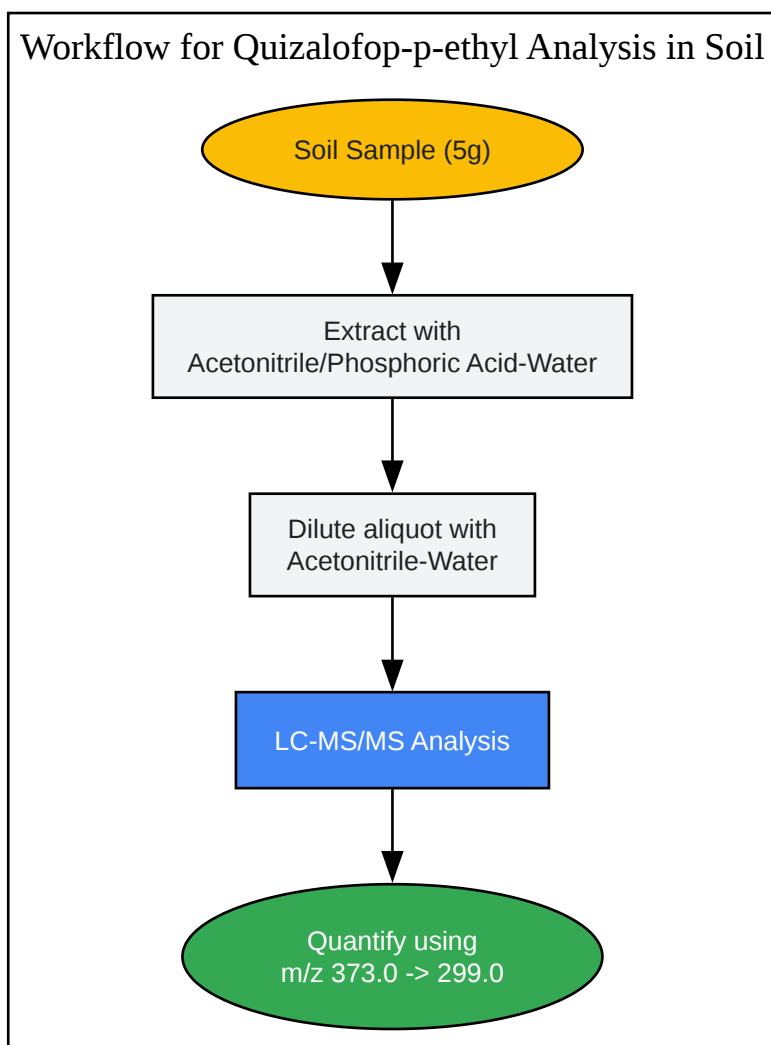 Workflow for Quizalofop-p-ethyl Analysis in Soil
Soil Sample (5g)
Extract with
Acetonitrile/Phosphoric Acid-Water
Dilute aliquot with
Acetonitrile-Water
LC-MS/MS Analysis
Quantify using
m/z 373.0 -> 299.0